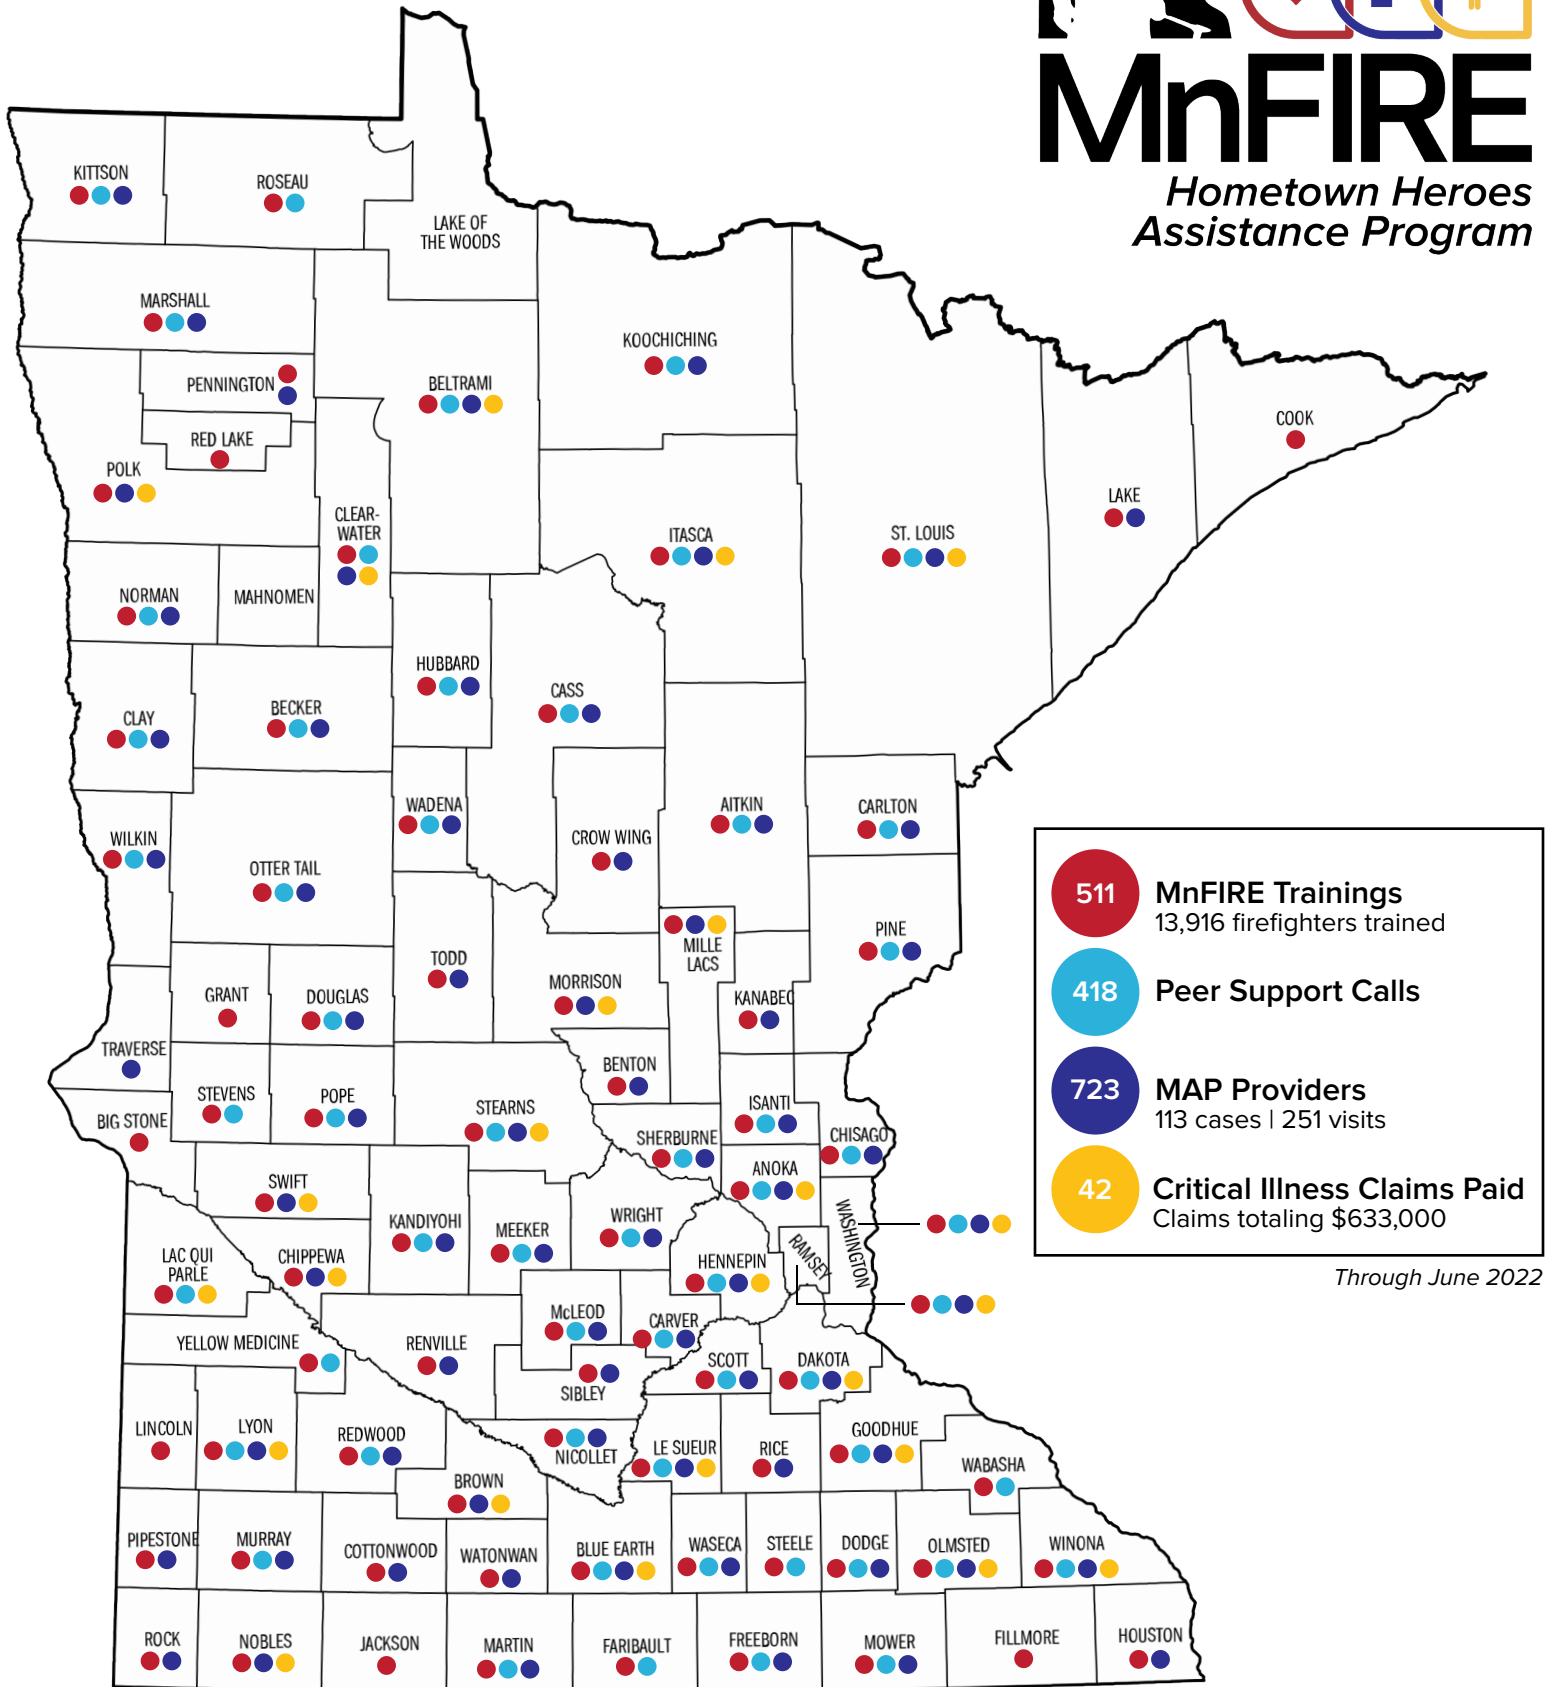 MnFIRE
Hometown Heroes
Assistance Program
KITTSON
ROSEAU
LAKE OF
THE WOODS
MARSHALL
KOOCHICHING
PENNINGTON
BELTRAMI
RED LAKE
COOK
POLK
LAKE
CLEAR-
WATER
ITASCA
ST. LOUIS
NORMAN
MAHNOMEN
HUBBARD
CASS
CLAY
BECKER
WADENA
AITKIN
CARLTON
WILKIN
CROW WING
OTTER TAIL
PINE
MILLE
LACS
TODD
MORRISON
GRANT
DOUGLAS
KANABEC
TRAVERSE
BENTON
STEVENS
POPE
STEARNS
ISANTI
BIG STONE
SHERBURNE
CHISAGO
ANOKA
SWIFT
KANDIYOHI
MEEKER
WRIGHT
WASHINGTON
LAC QUI
PARLE
CHIPPEWA
HENNEPIN
RAMSEY
McLEOD
CARVER
YELLOW MEDICINE
RENVILLE
SCOTT
DAKOTA
SIBLEY
LINCOLN
LYON
REDWOOD
NICOLLET
LE SUEUR
RICE
GOODHUE
WABASHA
BROWN
PIPESTONE
MURRAY
COTTONWOOD
WATONWAN
BLUE EARTH
WASECA
STEELE
DODGE
OLMSTED
WINONA
ROCK
NOBLES
JACKSON
MARTIN
FARIBAULT
FREEBORN
MOWER
FILLMORE
HOUSTON
511
MnFIRE Trainings
13,916 firefighters trained
418
Peer Support Calls
723
MAP Providers
113 cases | 251 visits
42
Critical Illness Claims Paid
Claims totaling $633,000
Through June 2022